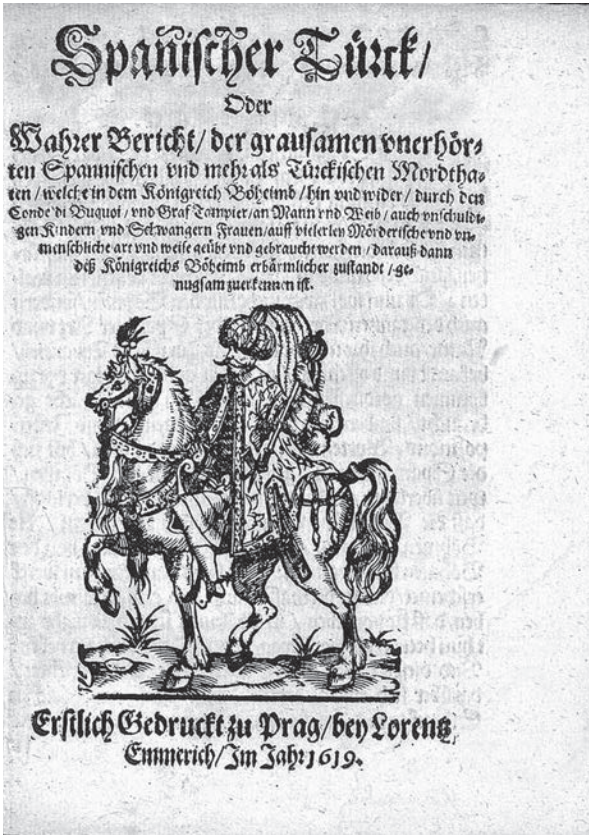 Spañischer Türck/
Oder
Wahrer Bericht/ der grausamen vnerhör⸗
ten Spannischen vnd mehr als Türckischen Mordtha⸗
ten/ welche in dem Königreich Böheimb/ hin vnd wider/ durch den
Conde di Buquoi/ vnd Graf Tampier/ an Mann vnd Weib/ auch vnschuldi⸗
gen Kindern vnd Schwangern Frauen/ auff vielerley Mörderische vnd vn⸗
menschliche art vnd weise geübt vnd gebraucht werden/ darauß dann
deß Königreichs Böheimb erbärmlicher zustandt/ ge⸗
nugsam zuerkennen ist.
Erstlich Gedruckt zu Prag/ bey Lorentz
Emmerich/ Im Jahr 1619.